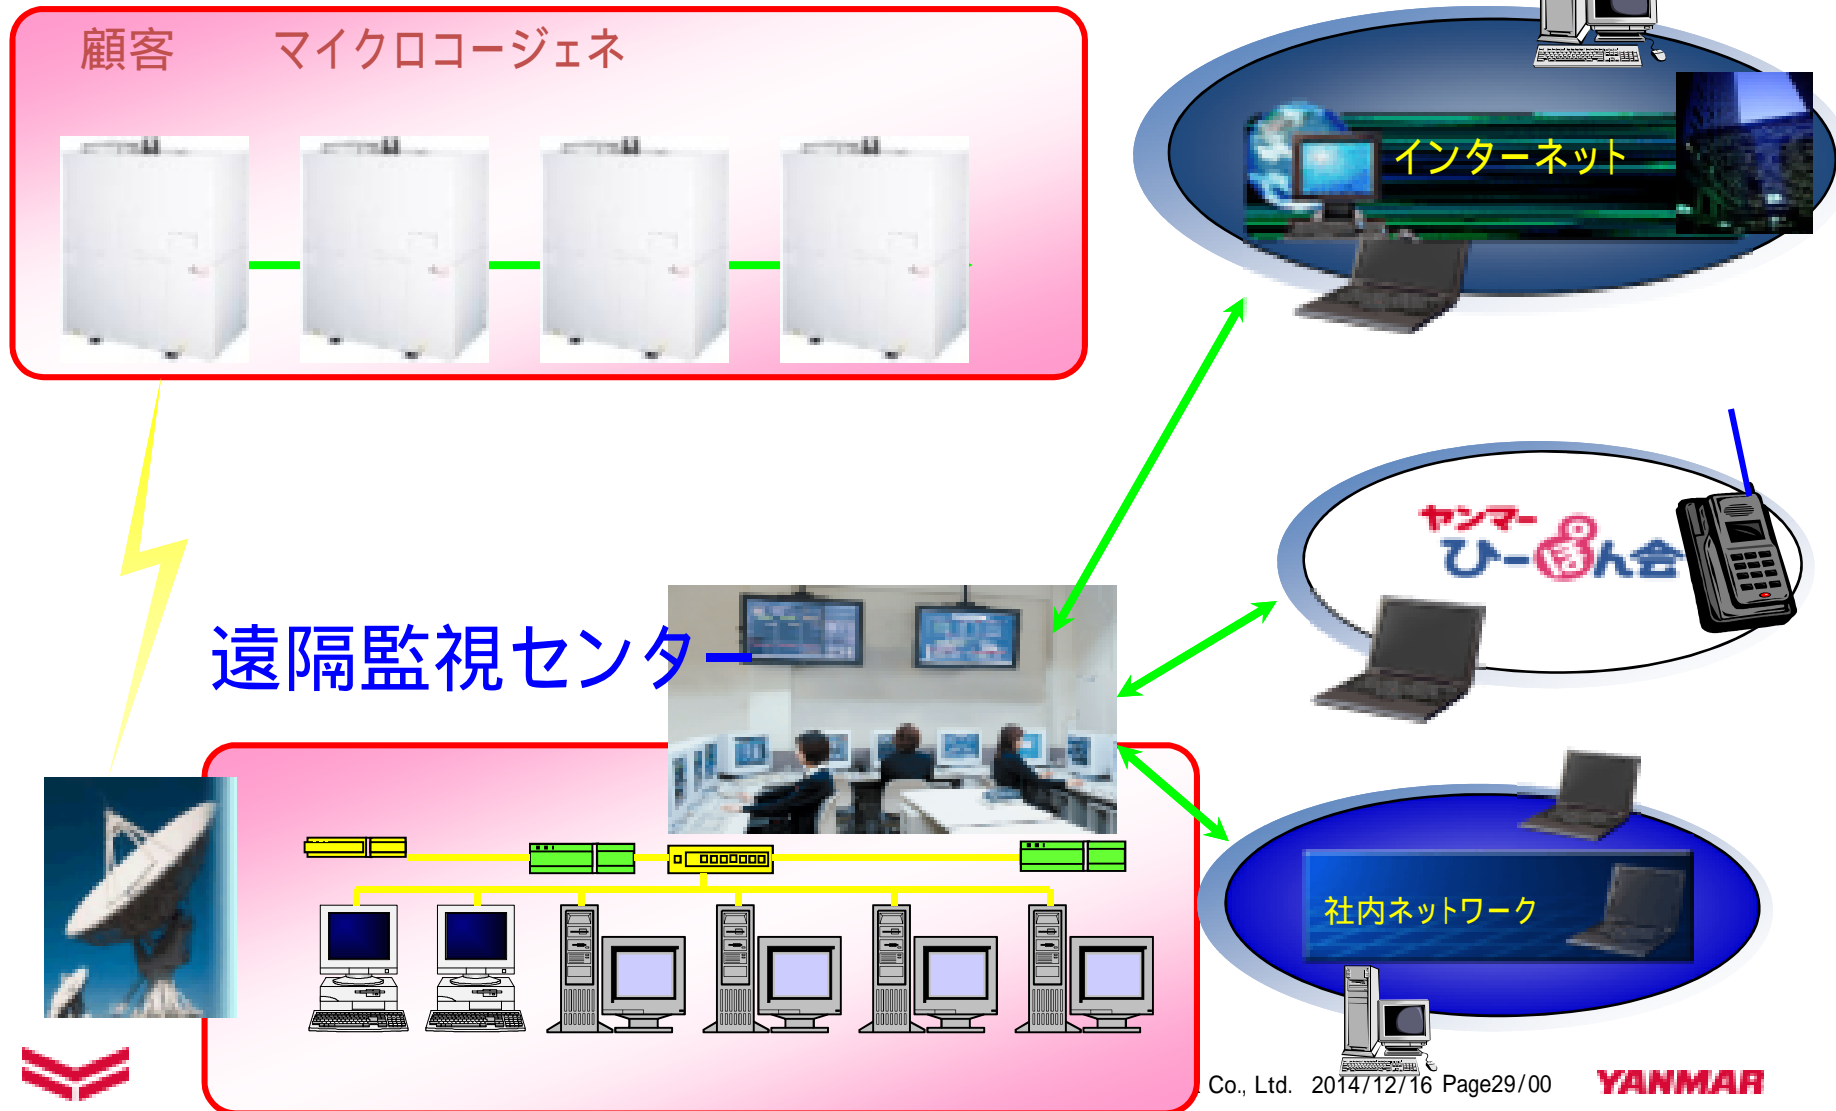 顧客 マイクロコージェネ
インターネット
ヤンマー
ひーぽん会
遠隔監視センター
社内ネットワーク
Co., Ltd. 2014/12/16 Page29/00
YANMAR